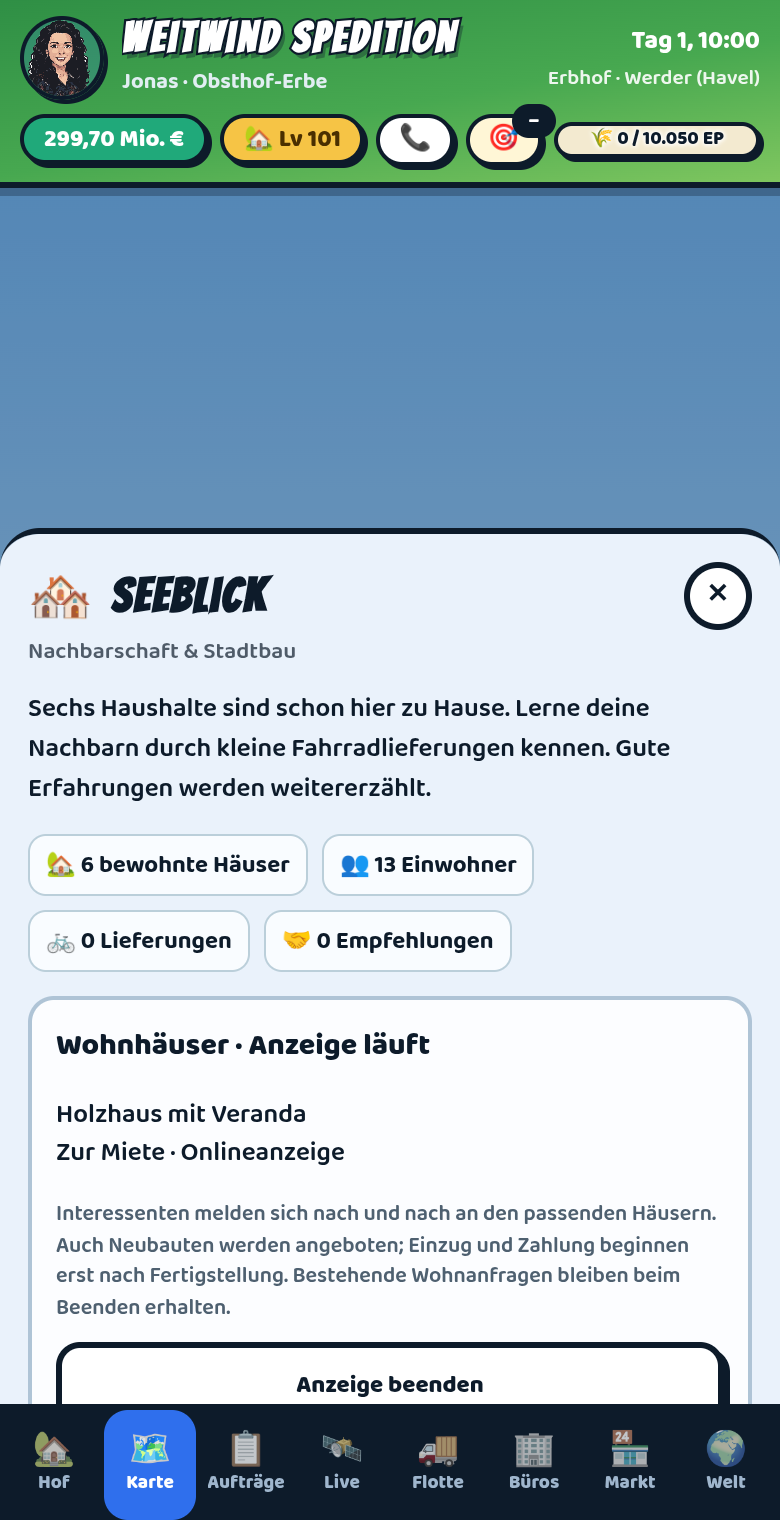 WEITWIND SPEDITION
Jonas · Obsthof-Erbe
Tag 1, 10:00
Erbhof · Werder (Havel)
299,70 Mio. €
Lv 101
–
0 / 10.050 EP
SEEBLICK
×
Nachbarschaft & Stadtbau
Sechs Haushalte sind schon hier zu Hause. Lerne deine
Nachbarn durch kleine Fahrradlieferungen kennen. Gute
Erfahrungen werden weitererzählt.
6 bewohnte Häuser
13 Einwohner
0 Lieferungen
0 Empfehlungen
Wohnhäuser · Anzeige läuft
Holzhaus mit Veranda
Zur Miete · Onlineanzeige
Interessenten melden sich nach und nach an den passenden Häusern.
Auch Neubauten werden angeboten; Einzug und Zahlung beginnen
erst nach Fertigstellung. Bestehende Wohnanfragen bleiben beim
Beenden erhalten.
Anzeige beenden
Hof
Karte
Aufträge
Live
Flotte
Büros
24
Markt
Welt